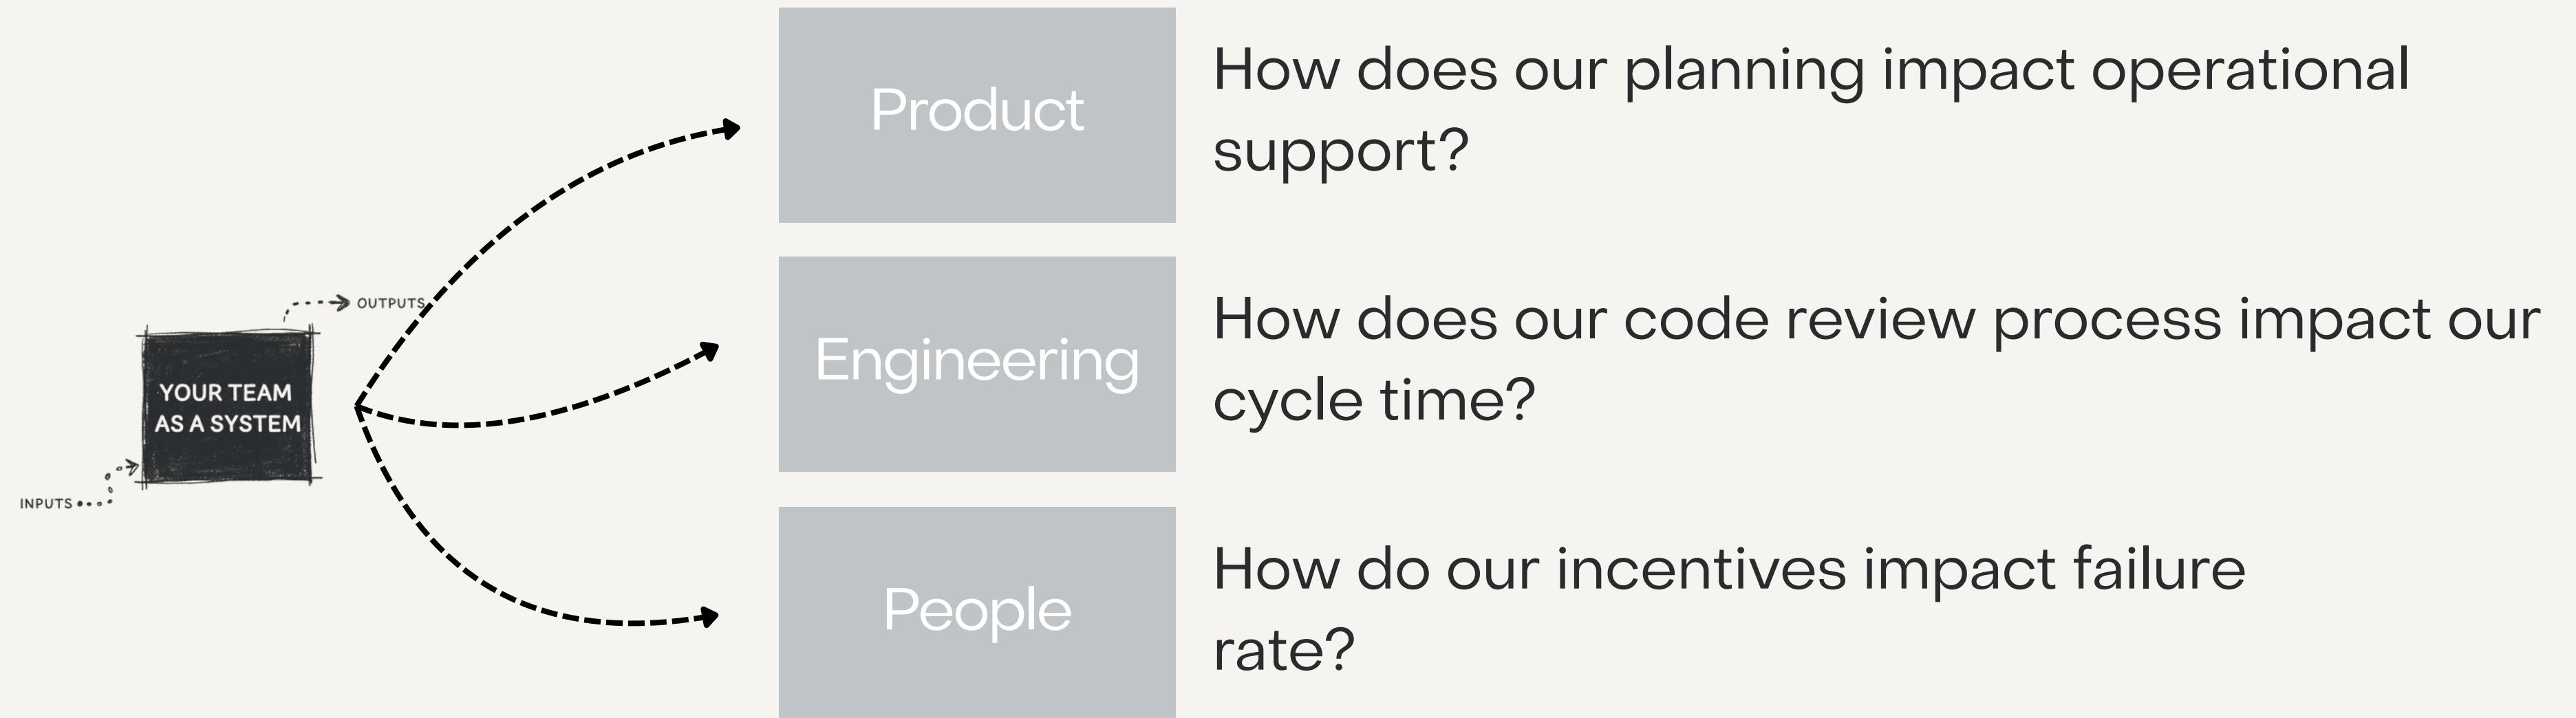 OUTPUTS
YOUR TEAM
AS A SYSTEM
INPUTS
Product
How does our planning impact operational
support?
Engineering
How does our code review process impact our
cycle time?
People
How do our incentives impact failure
rate?